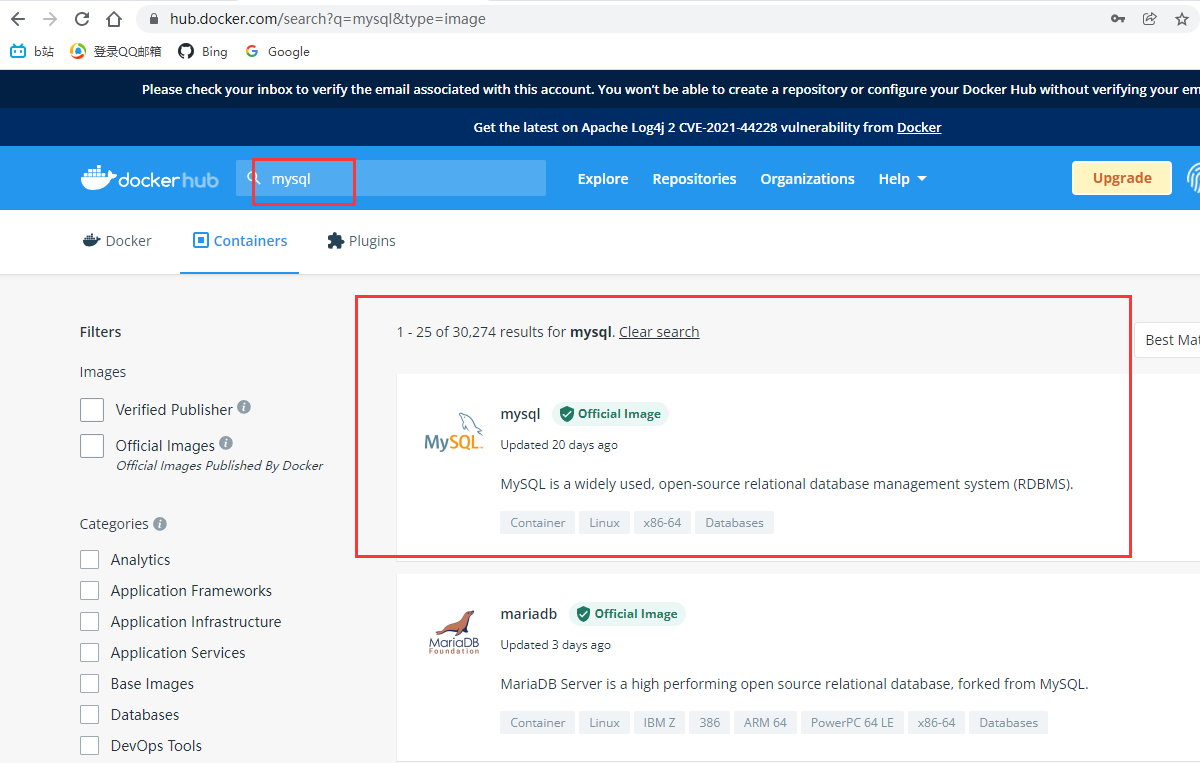 hub.docker.com/search?q=mysql&type=image
b站 登录QQ邮箱 Bing Google
Please check your inbox to verify the email associated with this account. You won't be able to create a repository or configure your Docker Hub without verifying your em
Get the latest on Apache Log4j 2 CVE-2021-44228 vulnerability from Docker
dockerhub mysql Explore Repositories Organizations Help Upgrade
Docker Containers Plugins
Filters
Images
Verified Publisher
Official Images
Official Images Published By Docker
Categories
Analytics
Application Frameworks
Application Infrastructure
Application Services
Base Images
Databases
DevOps Tools
1 - 25 of 30,274 results for mysql. Clear search
Best Mat
MySQL
mysql Official Image
Updated 20 days ago
MySQL is a widely used, open-source relational database management system (RDBMS).
Container Linux x86-64 Databases
MariaDB
Foundation
mariadb Official Image
Updated 3 days ago
MariaDB Server is a high performing open source relational database, forked from MySQL.
Container Linux IBM Z 386 ARM 64 PowerPC 64 LE x86-64 Databases